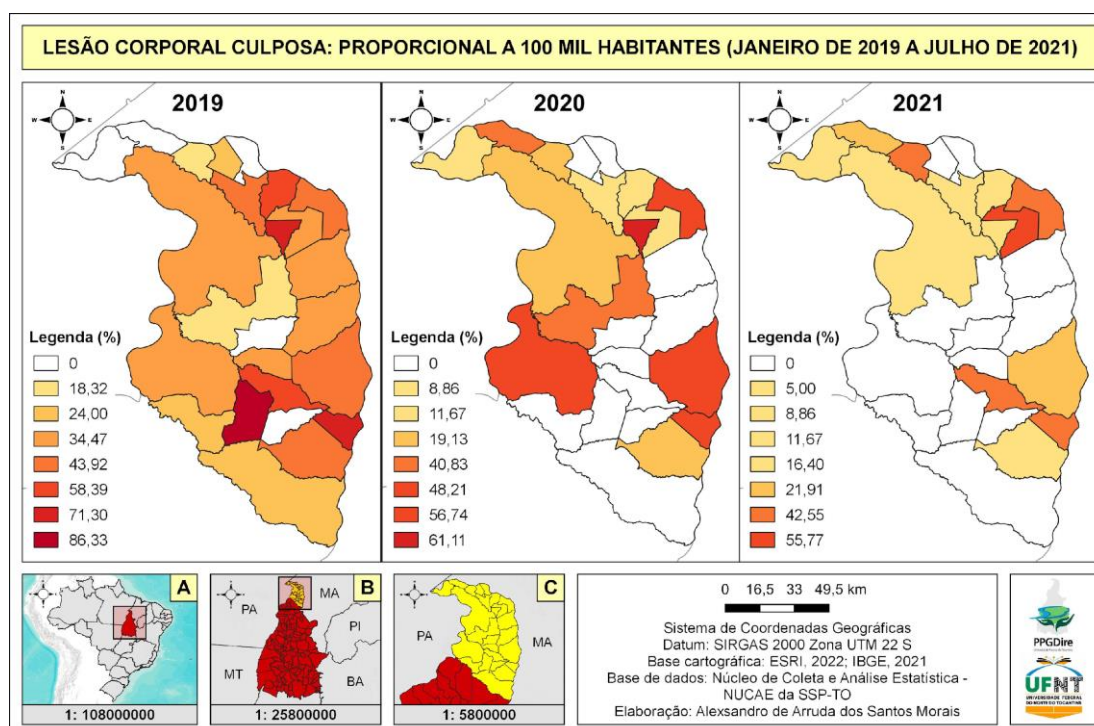 LESÃO CORPORAL CULPOSA: PROPORCIONAL A 100 MIL HABITANTES (JANEIRO DE 2019 A JULHO DE 2021)
2019
N
W E
S
Legenda (%)
0
18,32
24,00
34,47
43,92
58,39
71,30
86,33
2020
N
W E
S
Legenda (%)
0
8,86
11,67
19,13
40,83
48,21
56,74
61,11
2021
N
W E
S
Legenda (%)
0
5,00
8,86
11,67
16,40
21,91
42,55
55,77
A
1: 108000000
B
PA
MA
PI
MT
BA
1: 25800000
C
PA
MA
1: 5800000
0 16,5 33 49,5 km
Sistema de Coordenadas Geográficas
Datum: SIRGAS 2000 Zona UTM 22 S
Base cartográfica: ESRI, 2022; IBGE, 2021
Base de dados: Núcleo de Coleta e Análise Estatística -
NUCAE da SSP-TO
Elaboração: Alexsandro de Arruda dos Santos Morais
PPGDire
UFNT
UNIVERSIDADE FEDERAL
DO NORTE DO TOCANTINS